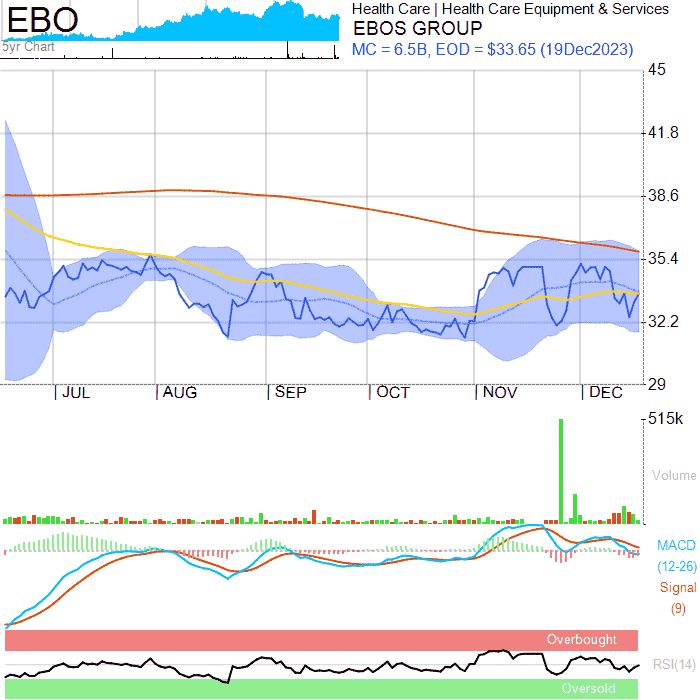 EBO
5yr Chart
Health Care | Health Care Equipment & Services
EBOS GROUP
MC = 6.5B, EOD = $33.65 (19Dec2023)
45
41.8
38.6
35.4
32.2
29
JUL AUG SEP OCT NOV DEC
515k
Volume
MACD
(12-26)
Signal
(9)
Overbought
RSI(14)
Oversold